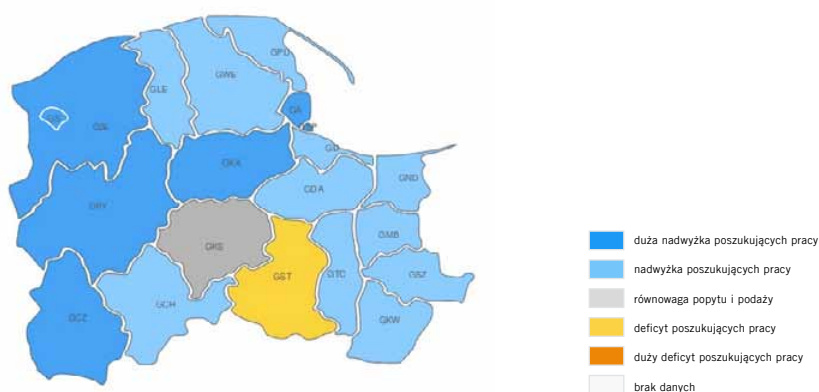 GPU
GWE
GLE
GA
GSL
GD
GKA
GND
GDA
GBY
GMB
GKS
GST
GTC
GSZ
GCH
GCZ
GKW
duża nadwyżka poszukujących pracy
nadwyżka poszukujących pracy
równowaga popytu i podaży
deficyt poszukujących pracy
duży deficyt poszukujących pracy
brak danych